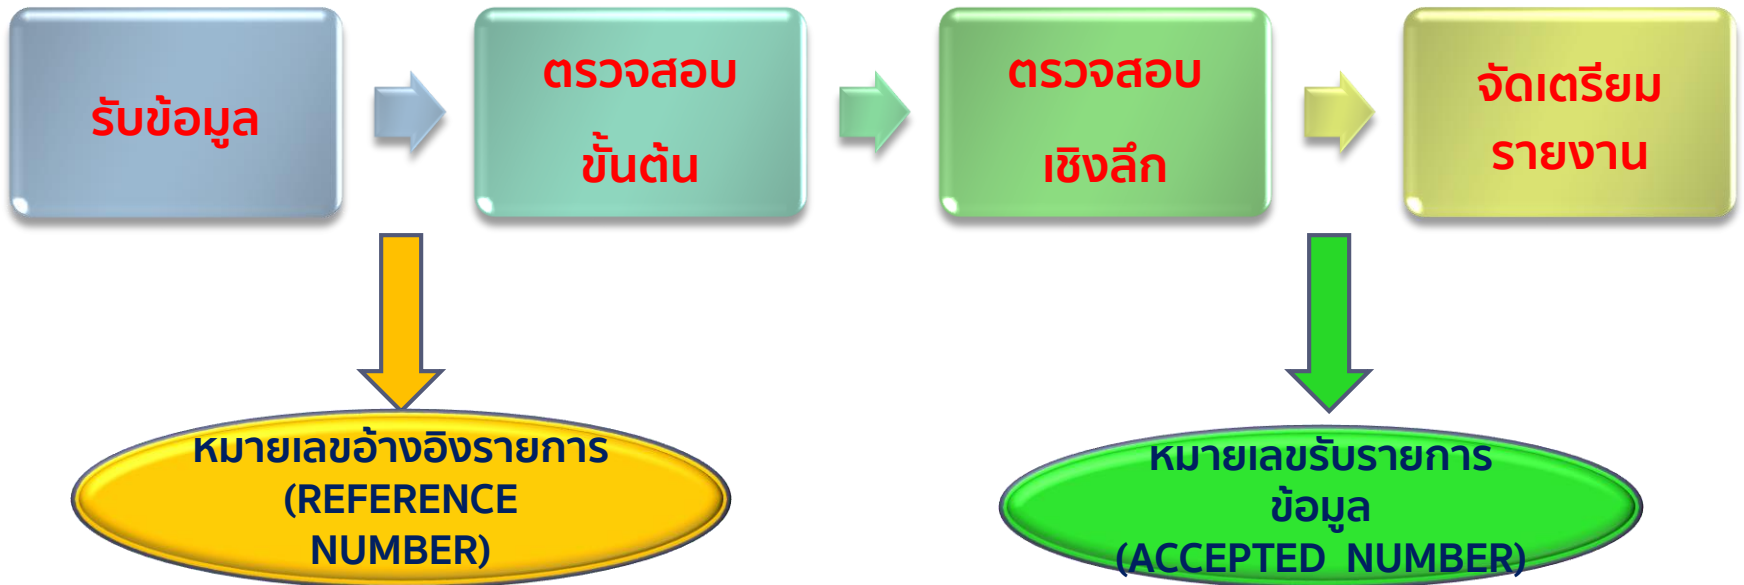 รับข้อมูล
ตรวจสอบ
ขั้นต้น
ตรวจสอบ
เชิงลึก
จัดเตรียม
รายงาน
หมายเลขอ้างอิงรายการ
(REFERENCE
NUMBER)
หมายเลขรับรายการ
ข้อมูล
(ACCEPTED NUMBER)